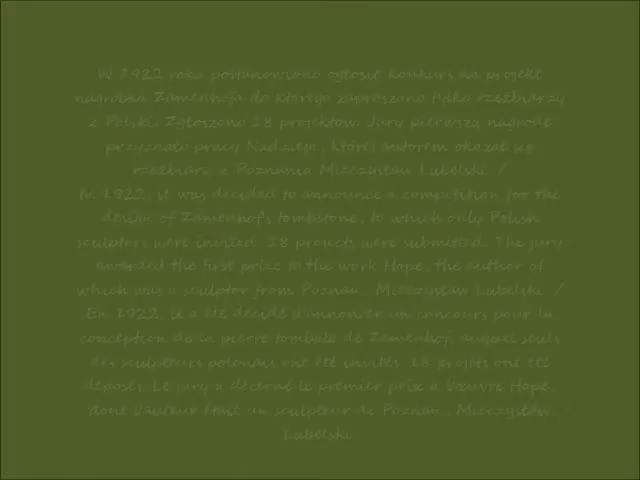 W 1922 roku postanowiono ogłosić konkurs na projekt
nagrobka Zamenhofa do którego zaproszono tylko rzeźbiarzy
z Polski. Zgłoszono 18 projektów. Jury pierwszą nagrodę
przyznało pracy Nadzieja, której autorem okazał się
rzeźbiarz z Poznania Mieczysław Lubelski. /
In 1922, it was decided to announce a competition for the
design of Zamenhof's tombstone, to which only Polish
sculptors were invited. 18 projects were submitted. The jury
awarded the first prize to the work Hope, the author of
which was a sculptor from Poznań, Mieczysław Lubelski. /
En 1922, il a été décidé d'annoncer un concours pour la
conception de la pierre tombale de Zamenhof, auquel seuls
des sculpteurs polonais ont été invités. 18 projets ont été
déposés. Le jury a décerné le premier prix à l'œuvre Hope,
dont l'auteur était un sculpteur de Poznań, Mieczysław
Lubelski.